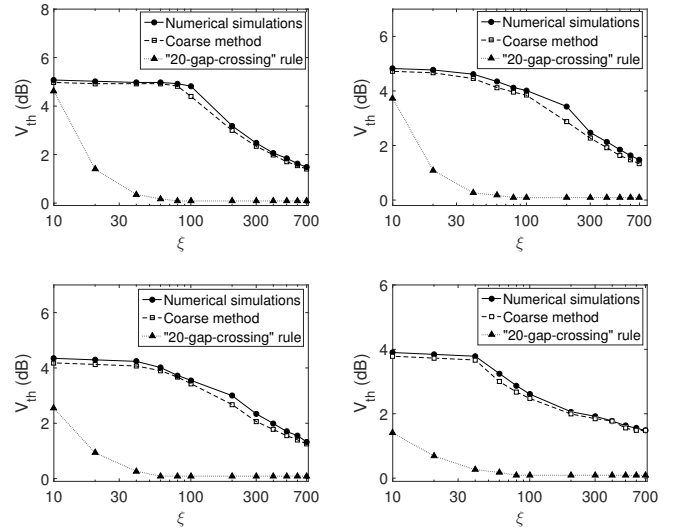 8
6
4
2
0
V_th (dB)
Numerical simulations
Coarse method
"20-gap-crossing" rule
10 30 100 300 700
ξ
6
4
2
0
V_th (dB)
Numerical simulations
Coarse method
"20-gap-crossing" rule
10 30 100 300 700
ξ
6
4
2
0
V_th (dB)
Numerical simulations
Coarse method
"20-gap-crossing" rule
10 30 100 300 700
ξ
6
4
2
0
V_th (dB)
Numerical simulations
Coarse method
"20-gap-crossing" rule
10 30 100 300 700
ξ